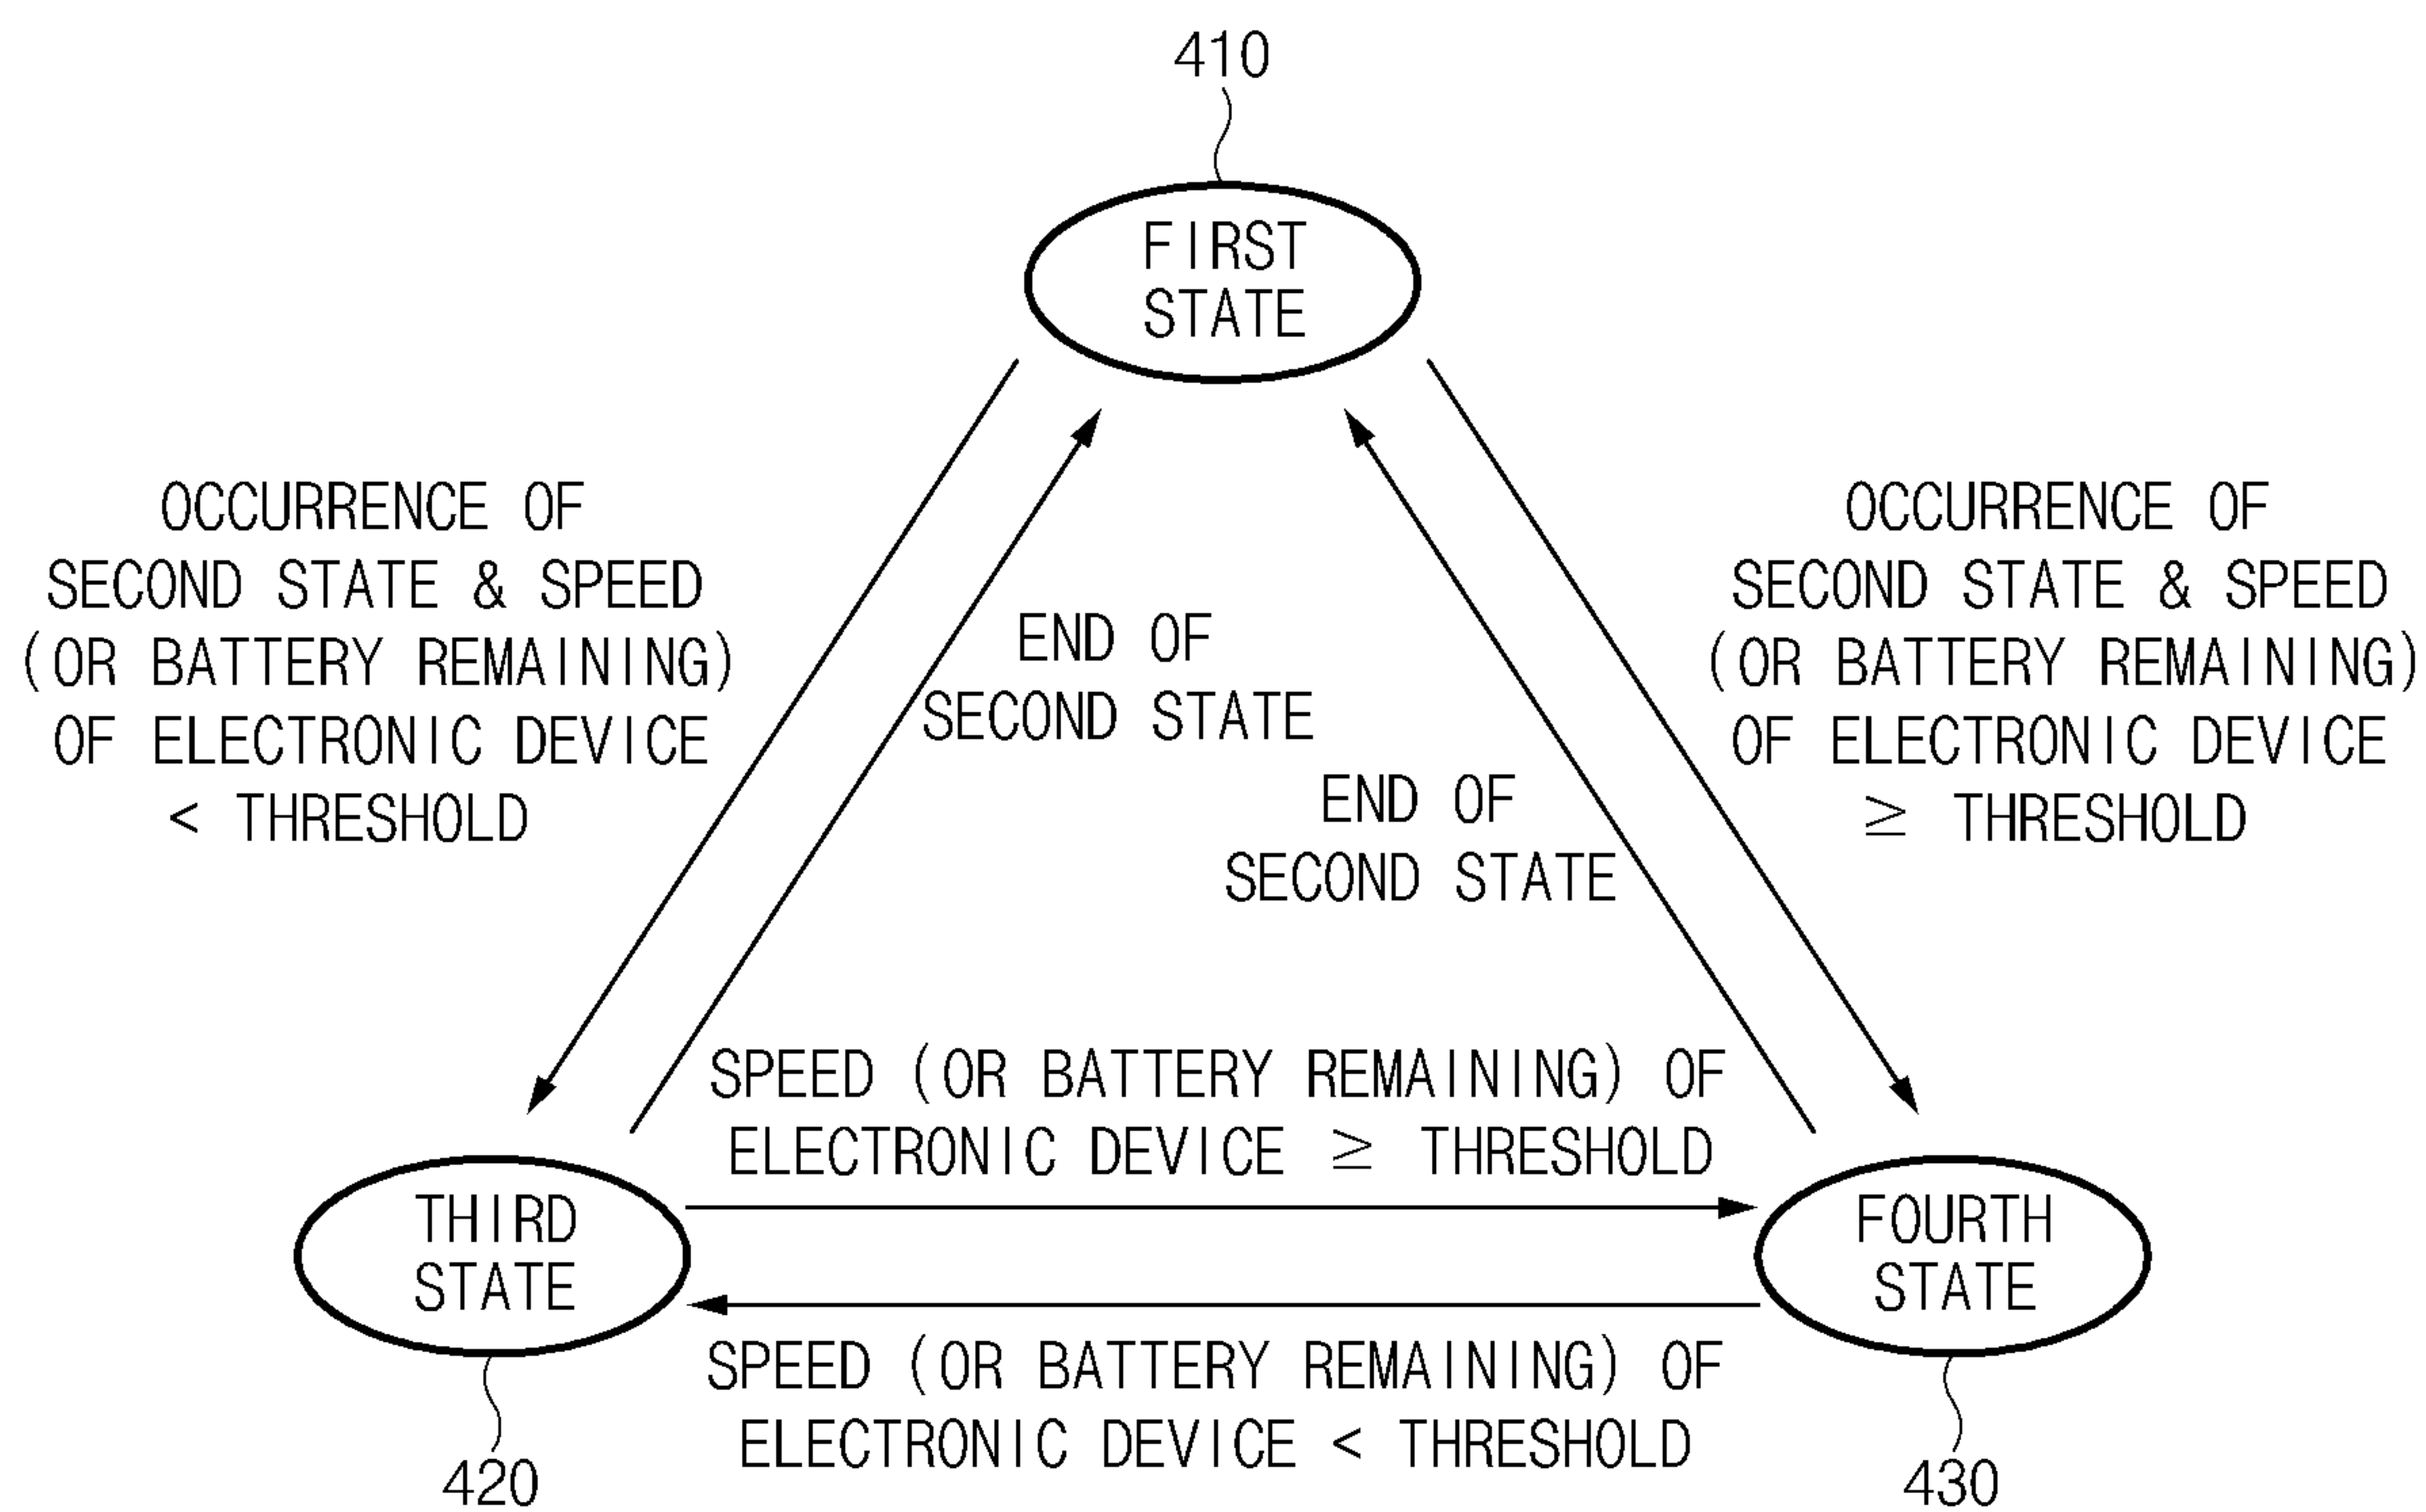 410
FIRST
STATE
OCCURRENCE OF
SECOND STATE & SPEED
(OR BATTERY REMAINING)
OF ELECTRONIC DEVICE
< THRESHOLD
END OF
SECOND STATE
END OF
SECOND STATE
OCCURRENCE OF
SECOND STATE & SPEED
(OR BATTERY REMAINING)
OF ELECTRONIC DEVICE
≥ THRESHOLD
SPEED (OR BATTERY REMAINING) OF
ELECTRONIC DEVICE ≥ THRESHOLD
THIRD
STATE
FOURTH
STATE
SPEED (OR BATTERY REMAINING) OF
ELECTRONIC DEVICE < THRESHOLD
420
430